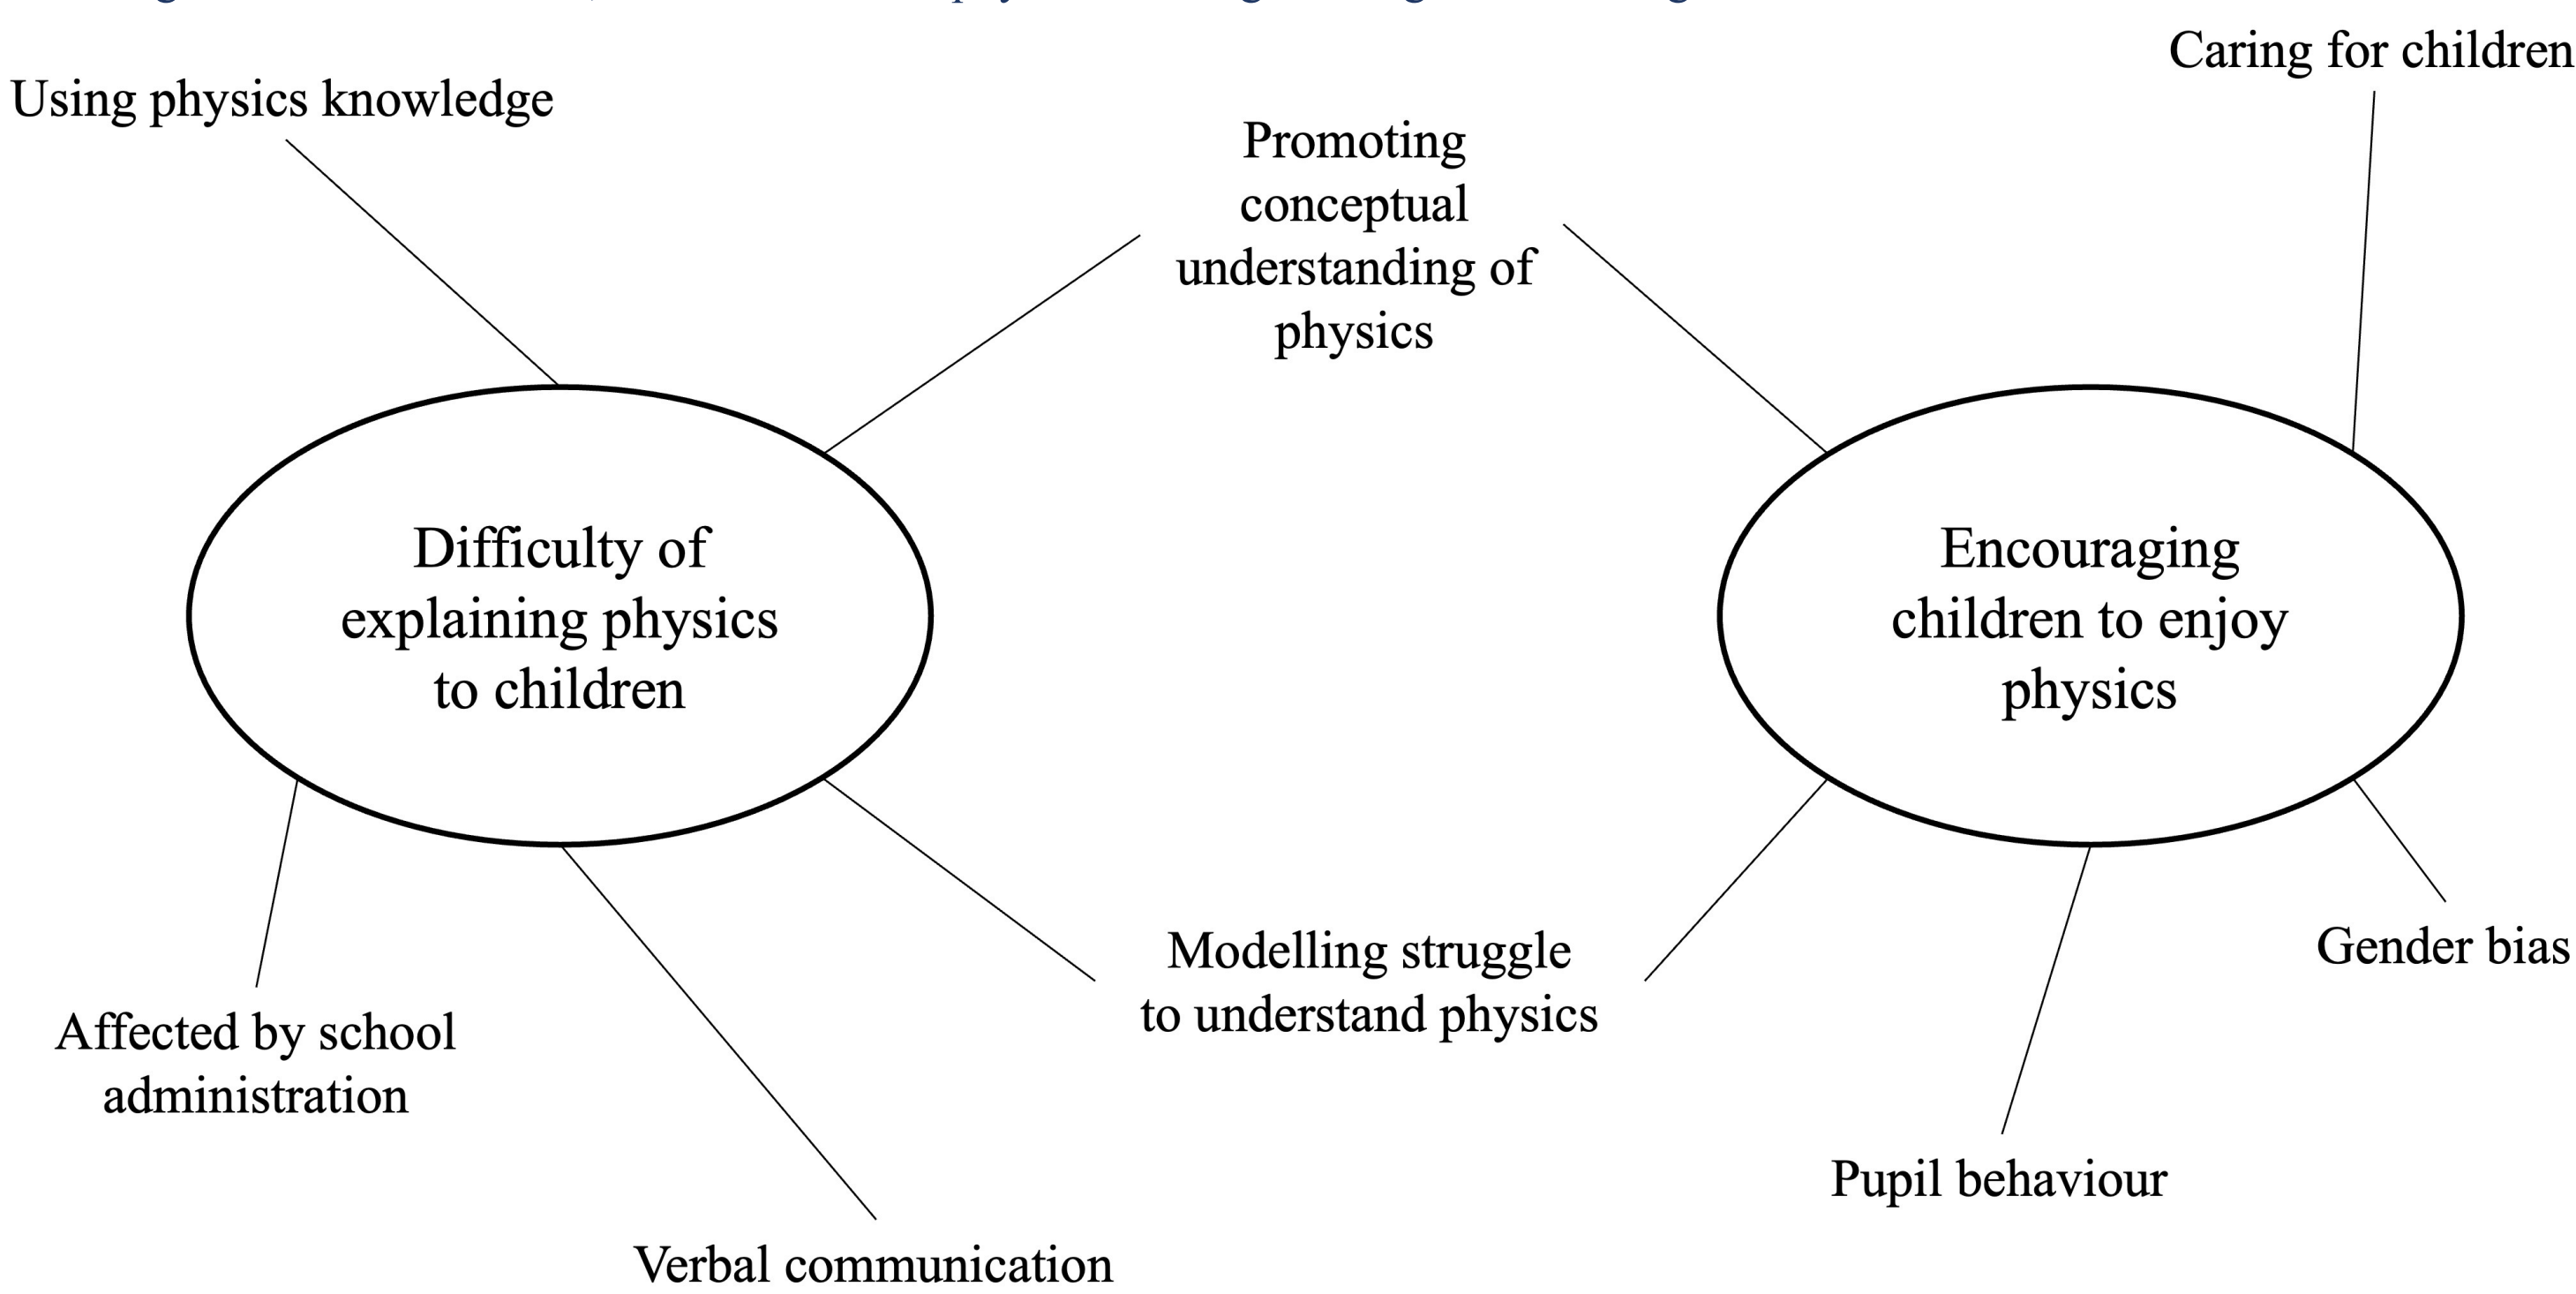 Caring for children
Using physics knowledge
Promoting
conceptual
understanding of
physics
Difficulty of
explaining physics
to children
Encouraging
children to enjoy
physics
Modelling struggle
to understand physics
Gender bias
Affected by school
administration
Pupil behaviour
Verbal communication